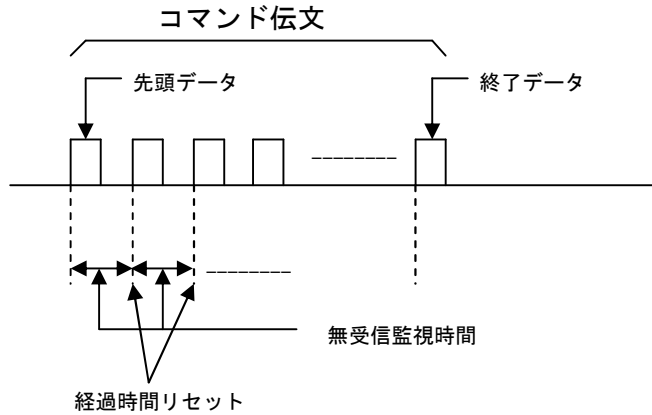 コマンド伝文
先頭データ
終了データ
無受信監視時間
経過時間リセット